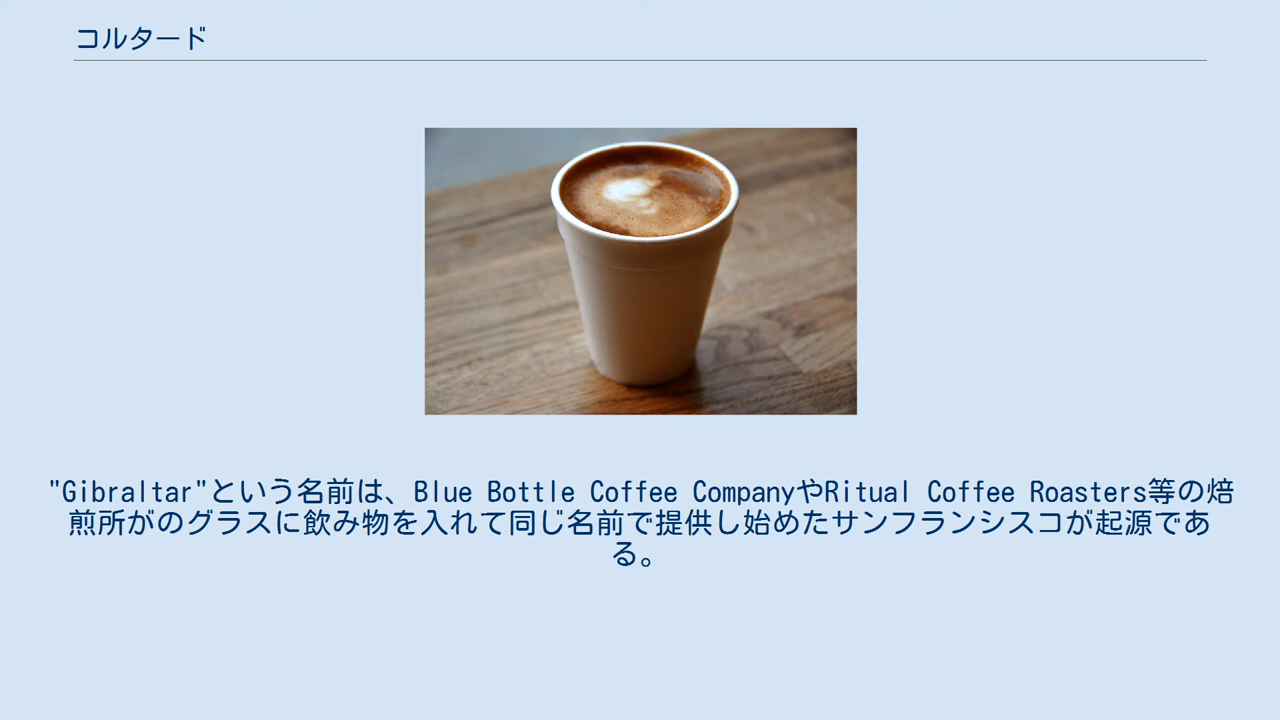 コルタード
"Gibraltar"という名前は、Blue Bottle Coffee CompanyやRitual Coffee Roasters等の焙
煎所がのグラスに飲み物を入れて同じ名前で提供し始めたサンフランシスコが起源であ
る。